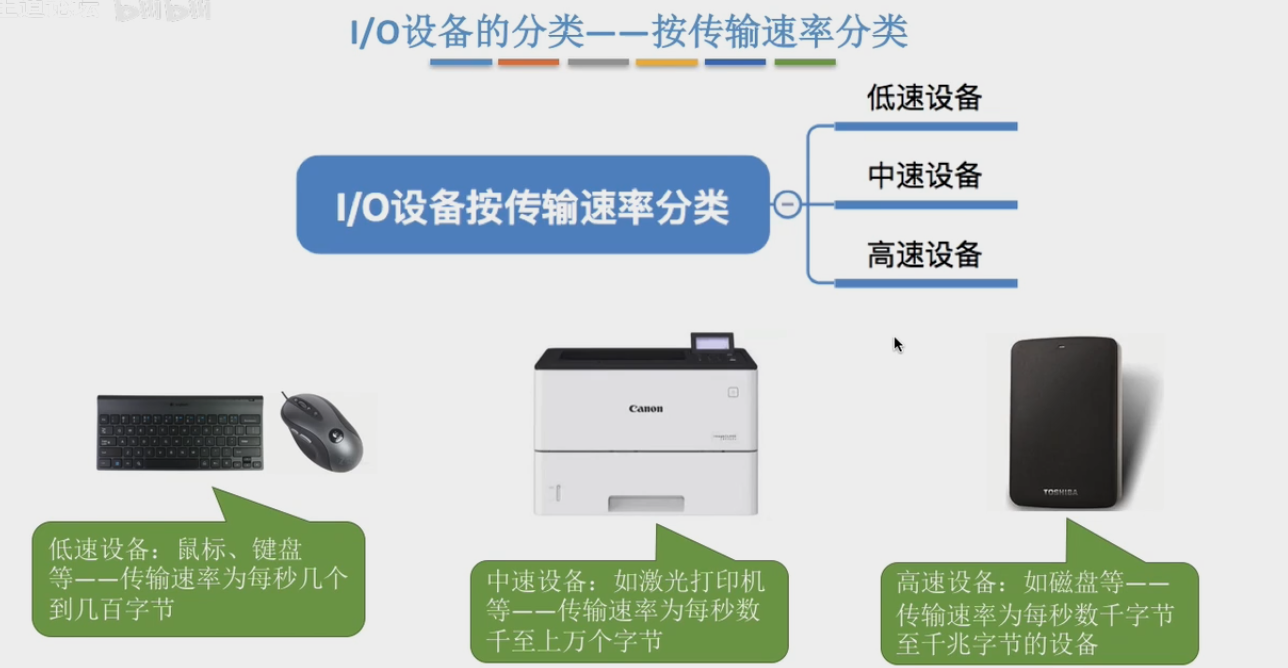 I/O设备的分类——按传输速率分类
低速设备
中速设备
高速设备
I/O设备按传输速率分类
Canon
TOSHIBA
低速设备：鼠标、键盘
等——传输速率为每秒几个
到几百字节
中速设备：如激光打印机
等——传输速率为每秒数
千至上万个字节
高速设备：如磁盘等——
传输速率为每秒数千字节
至千兆字节的设备